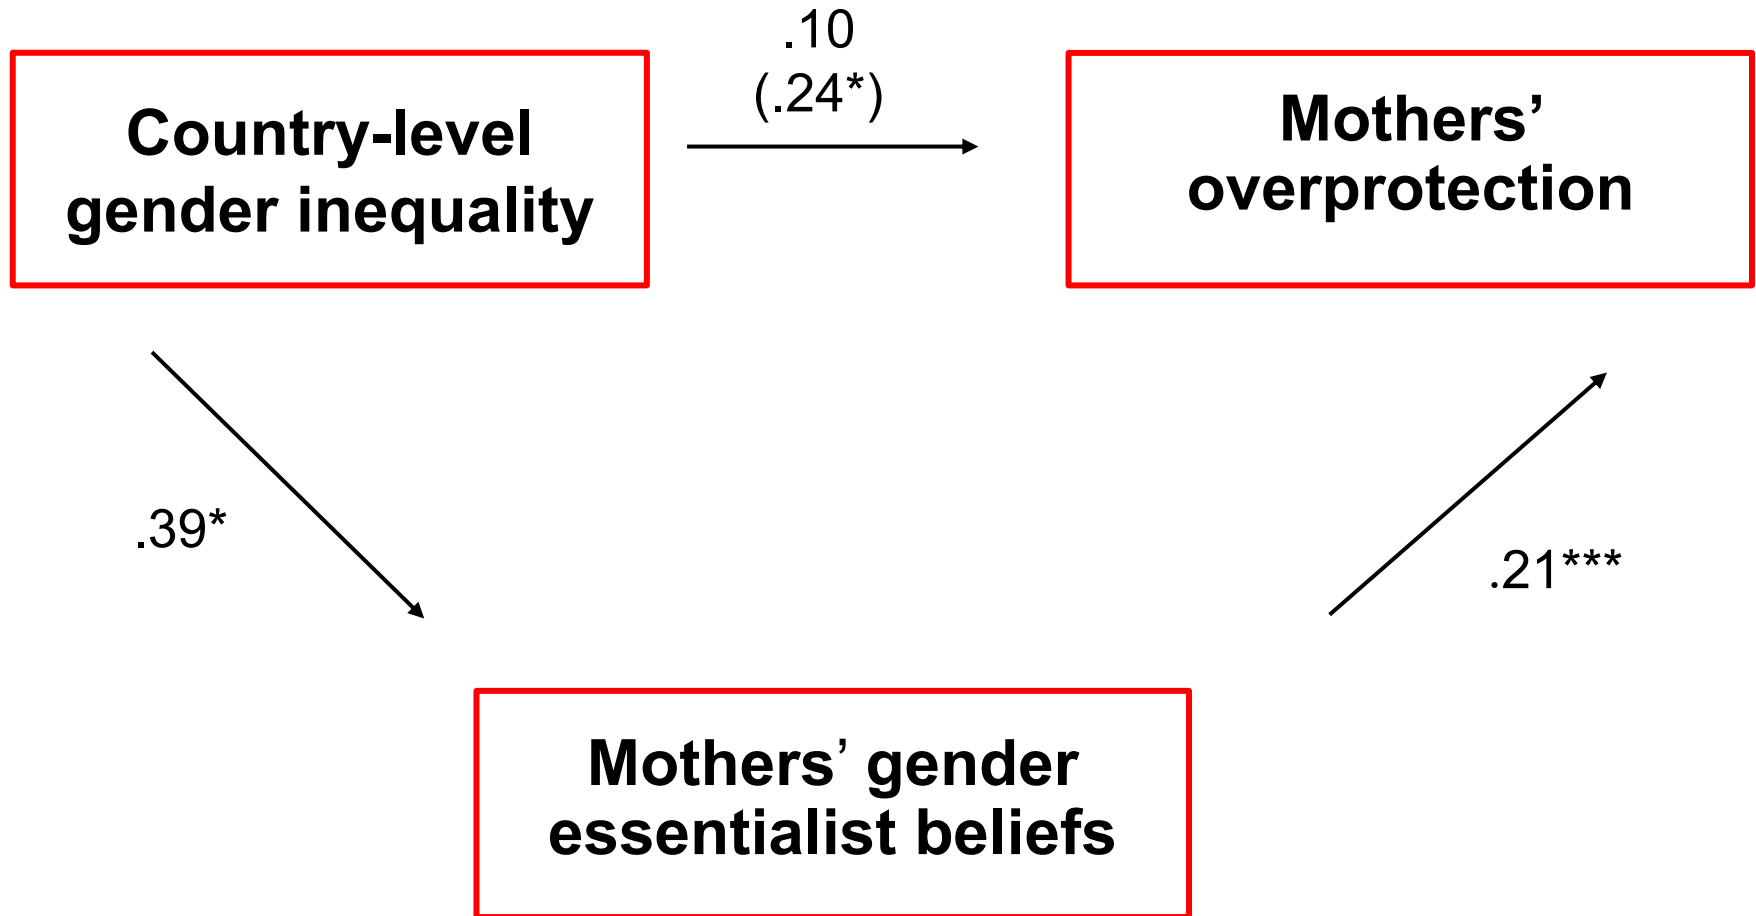 .10
(.24*)
Country-level
gender inequality
Mothers’
overprotection
.39*
.21***
Mothers’ gender
essentialist beliefs